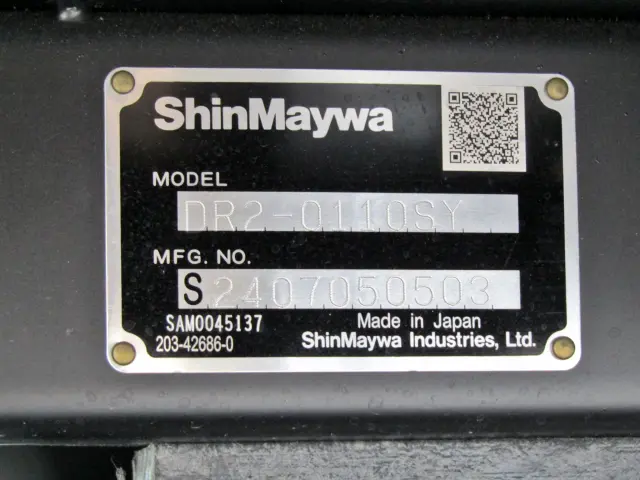 ShinMaywa
MODEL
DR2-0110SY
MFG. NO.
S2407050503
SAM0045137
Made in Japan
203-42686-0
ShinMaywa Industries, Ltd.